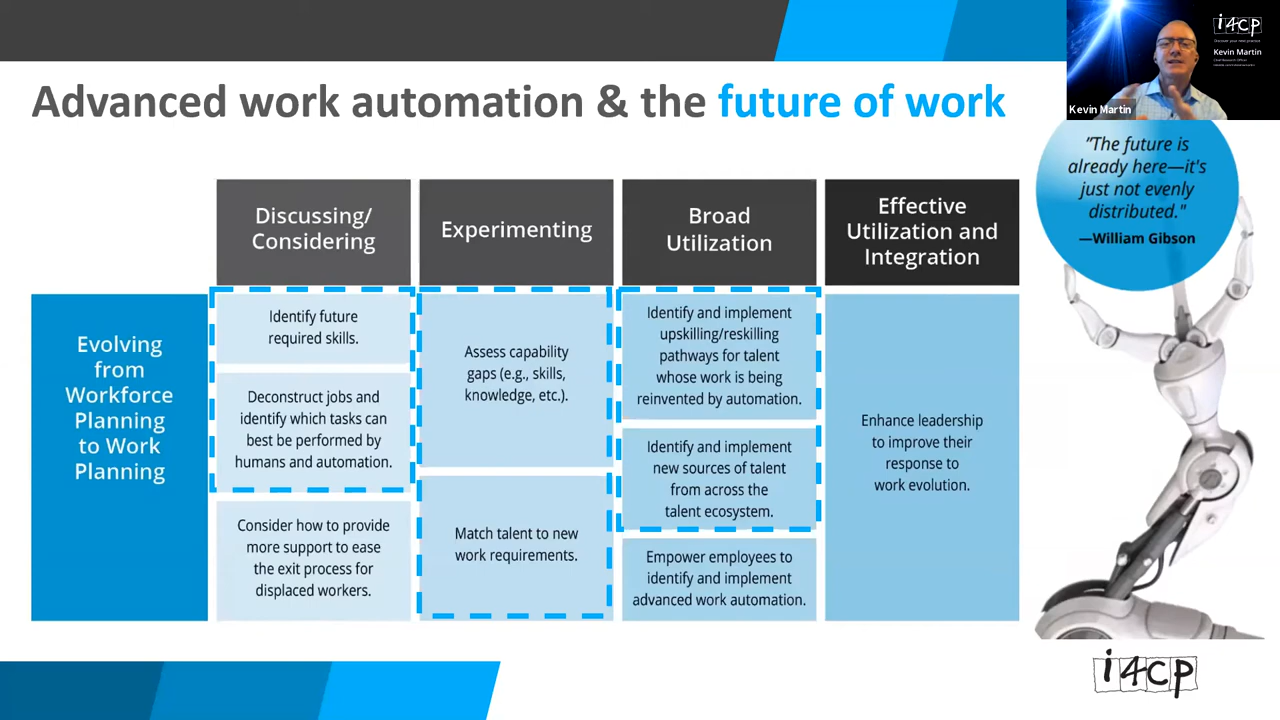 Advanced work automation & the future of work
i4cp
Kevin Martin
Chief Research Officer
Kevin Martin
"The future is
already here—it's
just not evenly
distributed."
—William Gibson
Discussing/
Considering
Experimenting
Broad
Utilization
Effective
Utilization and
Integration
Evolving
from
Workforce
Planning
to Work
Planning
Identify future
required skills.
Deconstruct jobs and
identify which tasks can
best be performed by
humans and automation.
Consider how to provide
more support to ease
the exit process for
displaced workers.
Assess capability
gaps (e.g., skills,
knowledge, etc.).
Match talent to new
work requirements.
Identify and implement
upskilling/reskilling
pathways for talent
whose work is being
reinvented by automation.
Identify and implement
new sources of talent
from across the
talent ecosystem.
Empower employees to
identify and implement
advanced work automation.
Enhance leadership
to improve their
response to
work evolution.
i4cp